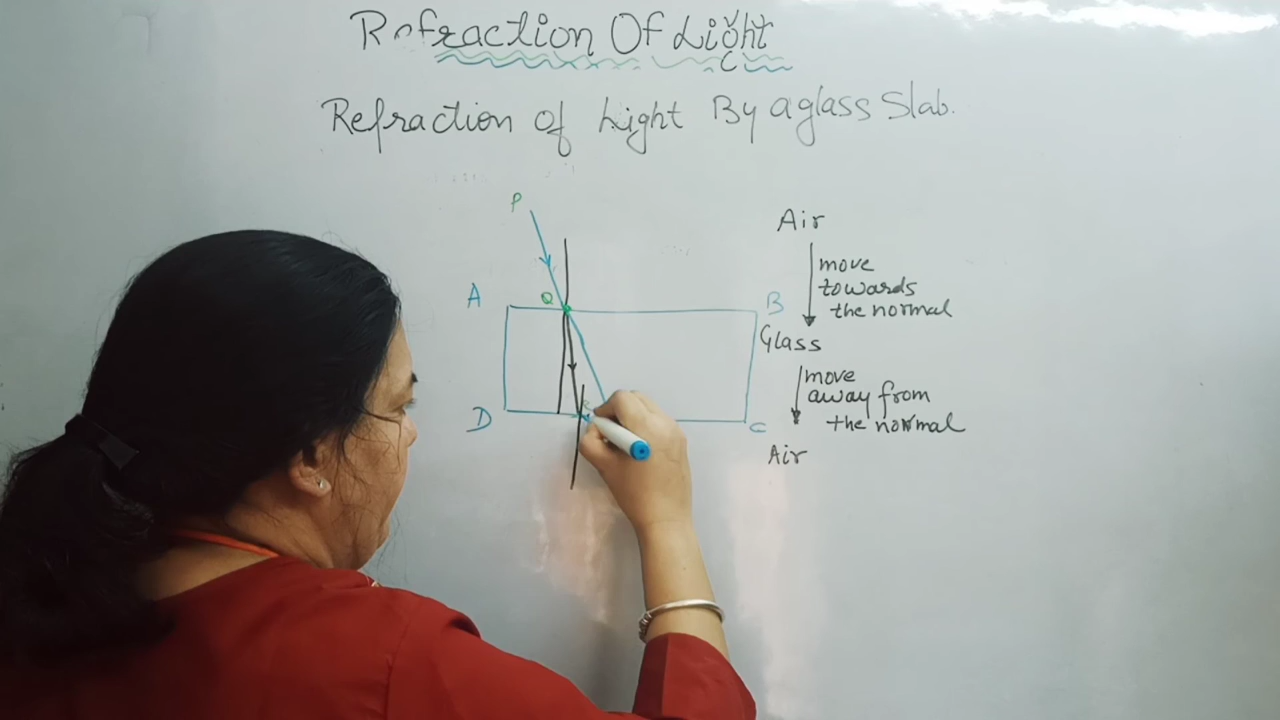 Refraction Of Light
Refraction of Light By a glass Slab.
P
Air
move
towards
the normal
A
Q
B
Glass
move
away from
the normal
D
C
Air